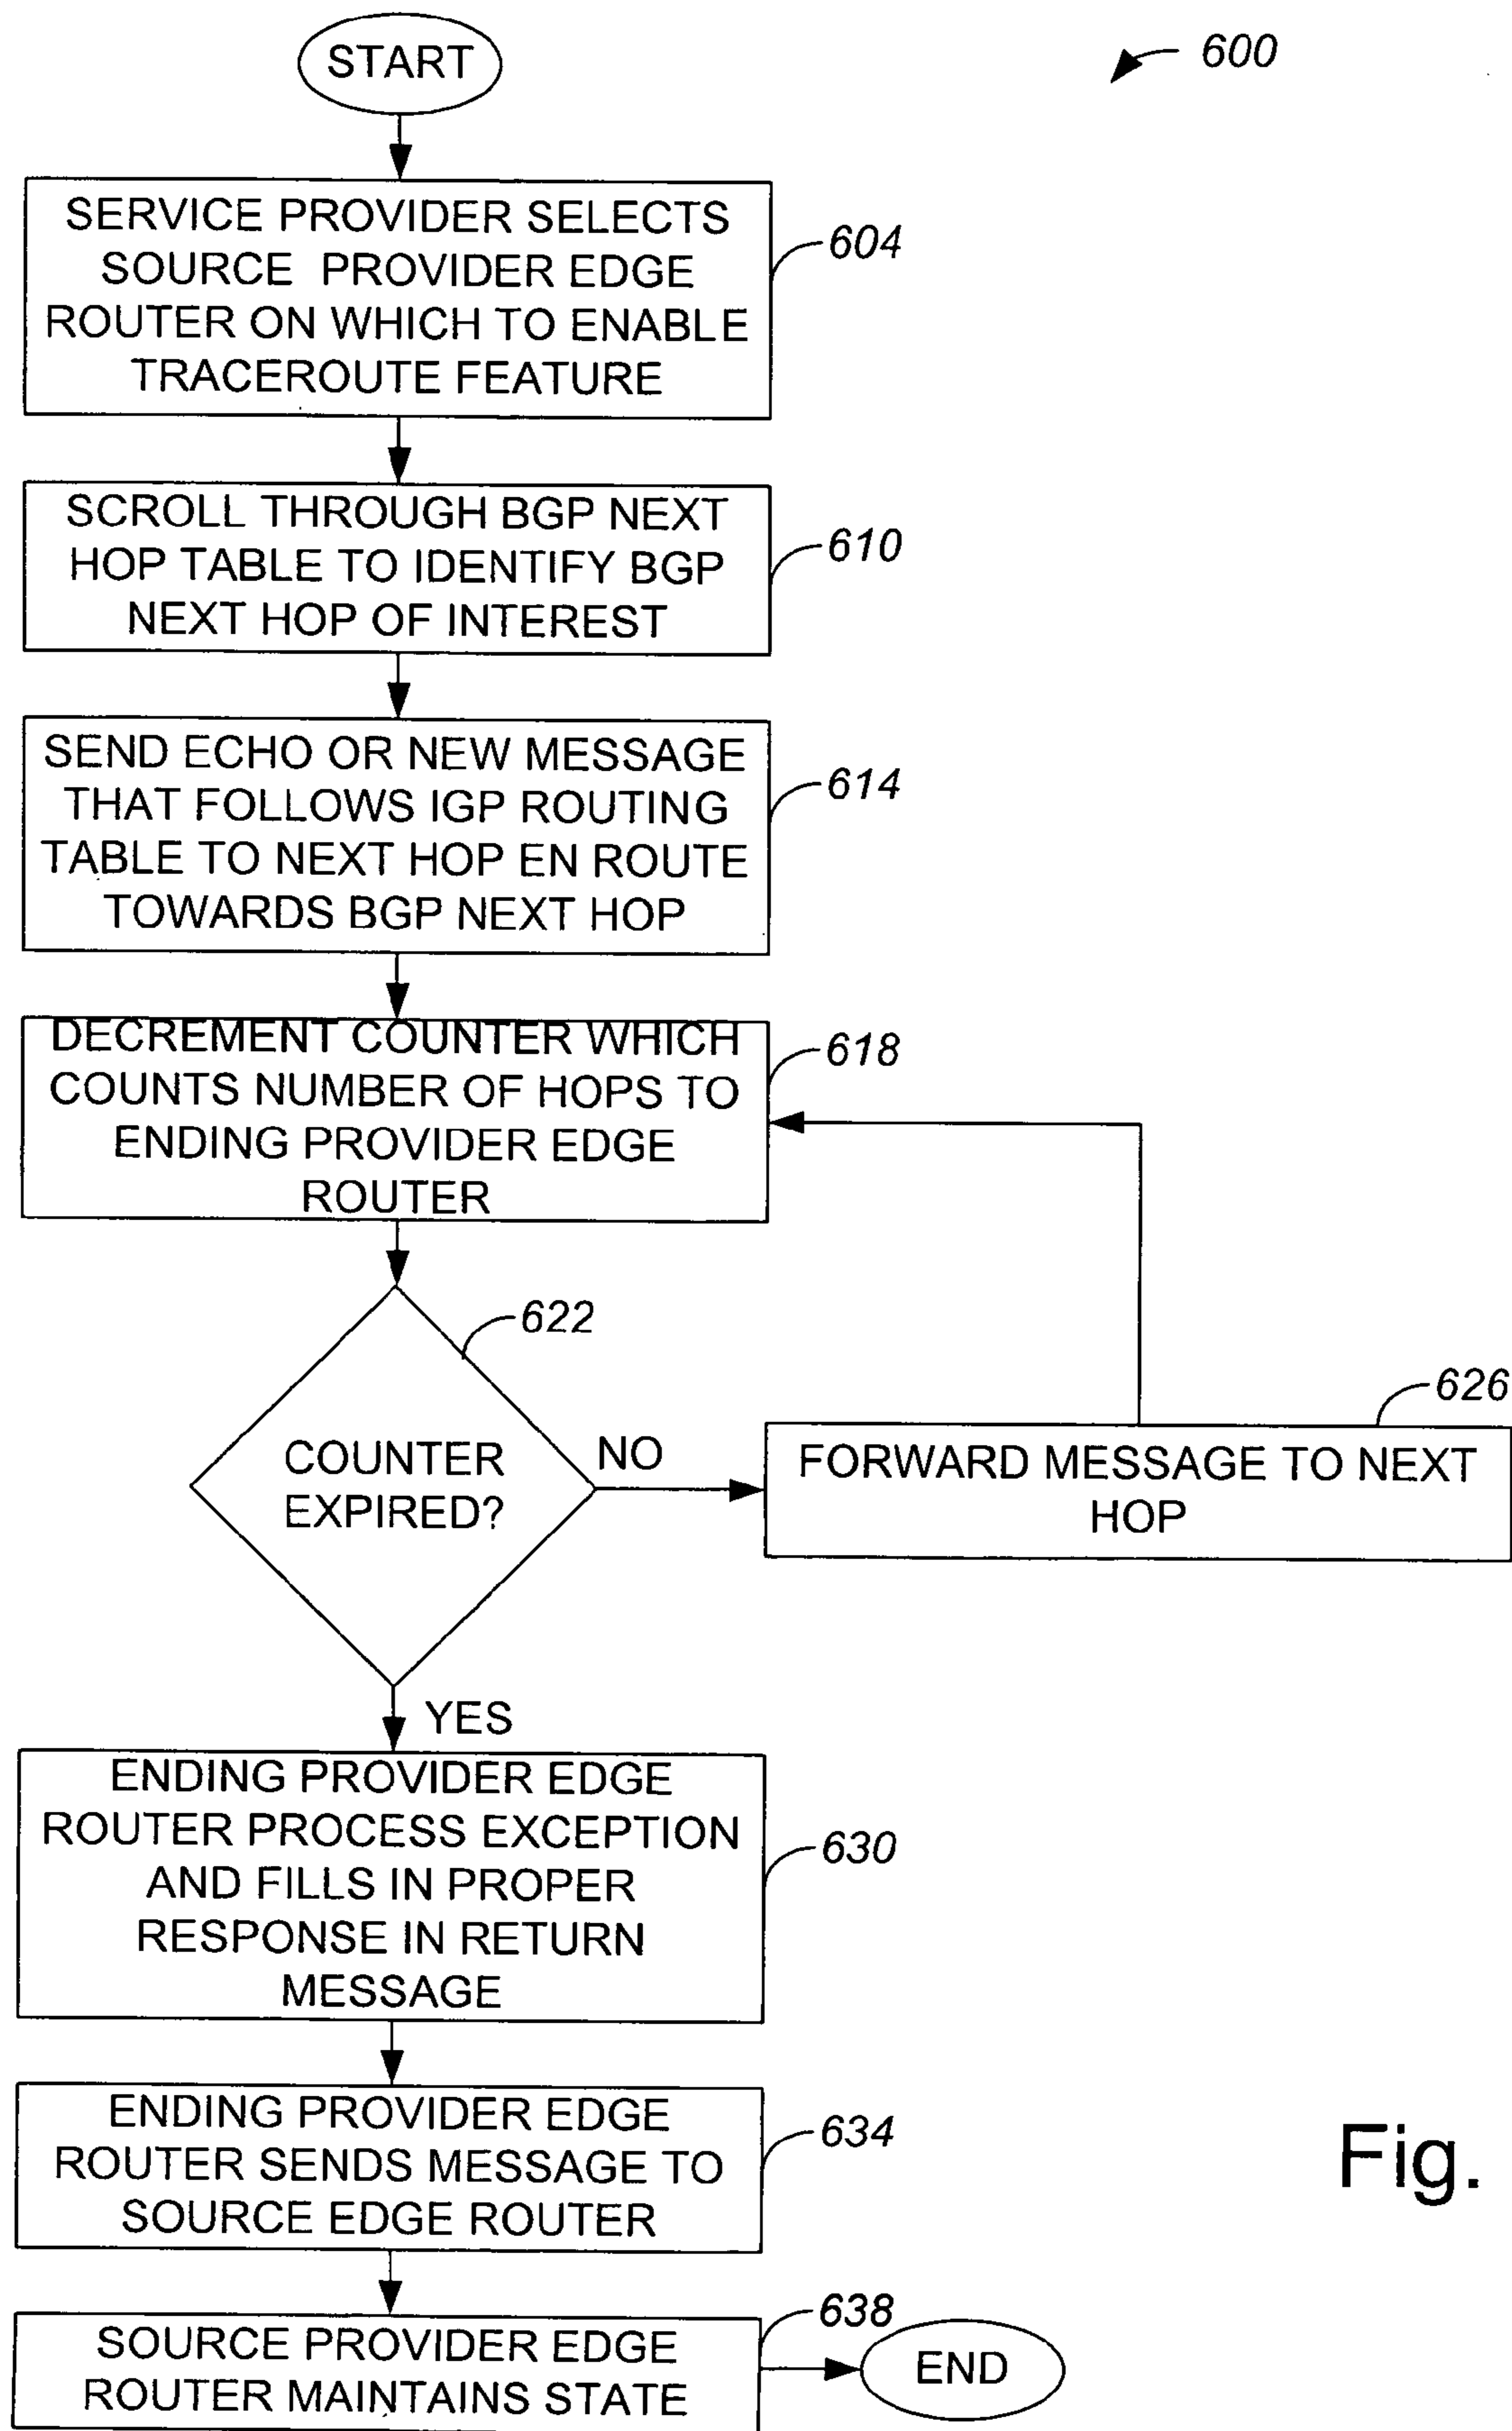 START
600
SERVICE PROVIDER SELECTS
SOURCE PROVIDER EDGE
ROUTER ON WHICH TO ENABLE
TRACEROUTE FEATURE
604
SCROLL THROUGH BGP NEXT
HOP TABLE TO IDENTIFY BGP
NEXT HOP OF INTEREST
610
SEND ECHO OR NEW MESSAGE
THAT FOLLOWS IGP ROUTING
TABLE TO NEXT HOP EN ROUTE
TOWARDS BGP NEXT HOP
614
DECREMENT COUNTER WHICH
COUNTS NUMBER OF HOPS TO
ENDING PROVIDER EDGE
ROUTER
618
622
COUNTER
EXPIRED?
NO
626
FORWARD MESSAGE TO NEXT
HOP
YES
ENDING PROVIDER EDGE
ROUTER PROCESS EXCEPTION
AND FILLS IN PROPER
RESPONSE IN RETURN
MESSAGE
630
ENDING PROVIDER EDGE
ROUTER SENDS MESSAGE TO
SOURCE EDGE ROUTER
634
Fig.
SOURCE PROVIDER EDGE
ROUTER MAINTAINS STATE
638
END